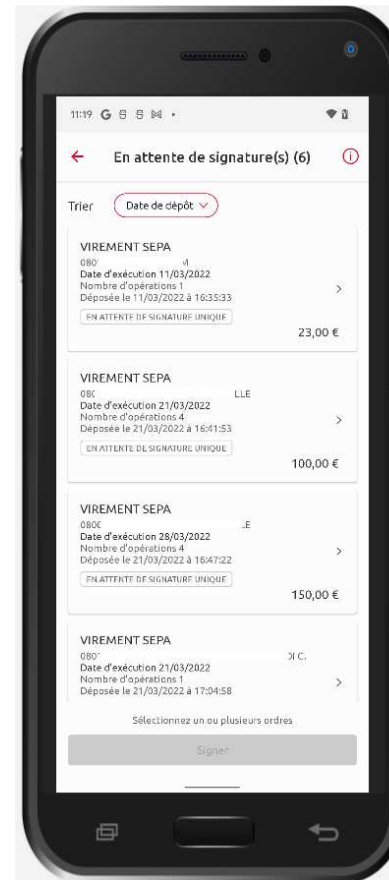 11:19
En attente de signature(s) (6)
Trier
Date de dépôt
VIREMENT SEPA
Date d'exécution 11/03/2022
Nombre d'opérations 1
Déposée le 11/03/2022 à 16:35:33
EN ATTENTE DE SIGNATURE UNIQUE
23,00 €
VIREMENT SEPA
LLE
Date d'exécution 21/03/2022
Nombre d'opérations 4
Déposée le 21/03/2022 à 16:41:53
EN ATTENTE DE SIGNATURE UNIQUE
100,00 €
VIREMENT SEPA
Date d'exécution 28/03/2022
Nombre d'opérations 4
Déposée le 21/03/2022 à 16:47:22
EN ATTENTE DE SIGNATURE UNIQUE
150,00 €
VIREMENT SEPA
Date d'exécution 21/03/2022
Nombre d'opérations 1
Déposée le 21/03/2022 à 17:04:58
Sélectionnez un ou plusieurs ordres
Signer